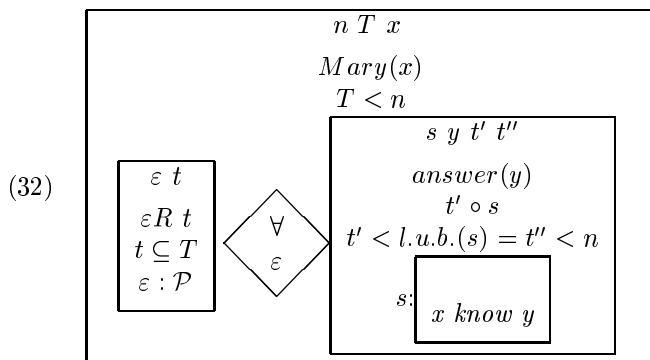 n T x
Mary(x)
T < n
(32)
ε t
εR t
t ⊆ T
ε : 𝒫
∀
ε
s y t′ t″
answer(y)
t′ ∘ s
t′ < l.u.b.(s) = t″ < n
s:
x know y